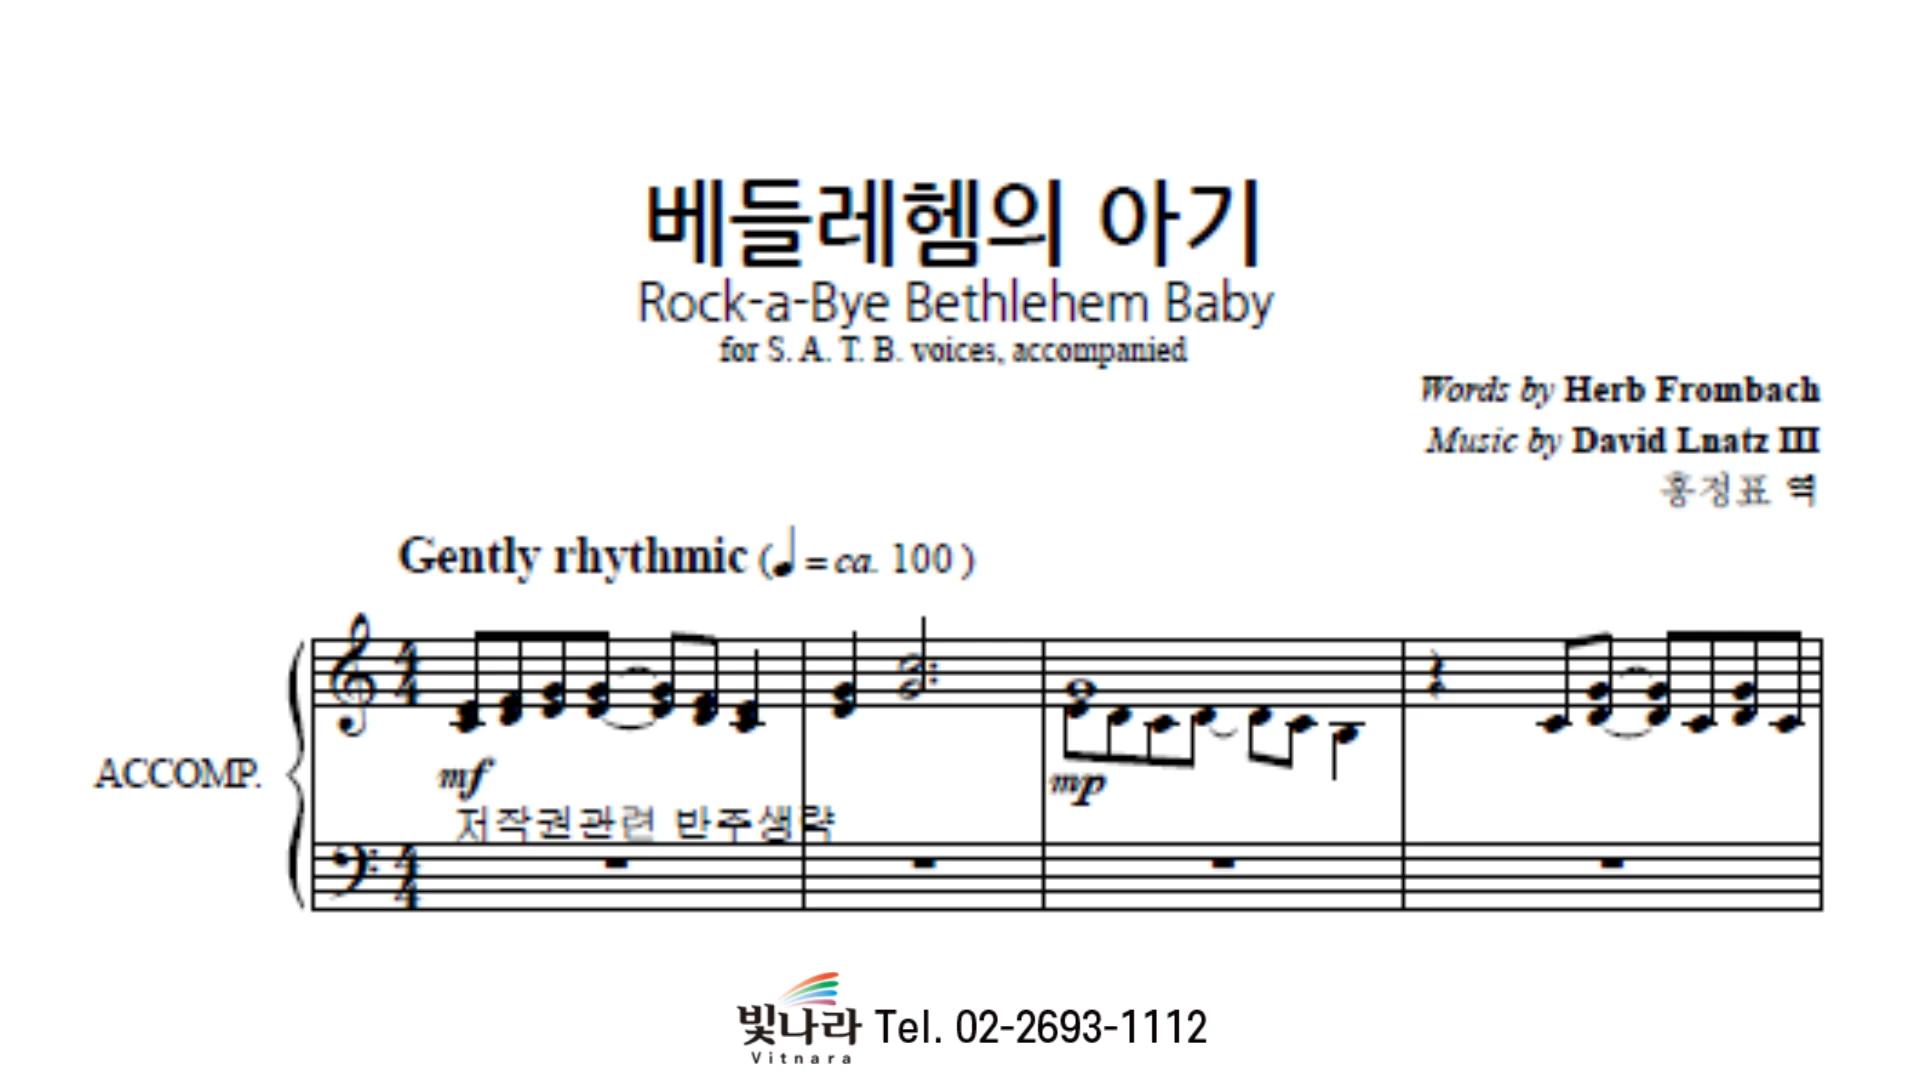 베들레헴의 아기
Rock-a-Bye Bethlehem Baby
for S. A. T. B. voices, accompanied
Words by Herb Frombach
Music by David Lnatz III
홍정표 역
Gently rhythmic (♩ = ca. 100 )
ACCOMP.
mf
mp
저작권관련 반주생략
빛나라 Tel. 02-2693-1112
Vitnara